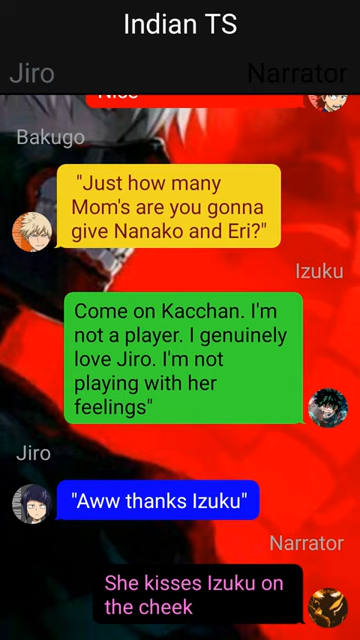 Indian TS
Jiro
Narrator
Nice
Bakugo
"Just how many
Mom's are you gonna
give Nanako and Eri?"
Izuku
Come on Kacchan. I'm
not a player. I genuinely
love Jiro. I'm not
playing with her
feelings"
Jiro
"Aww thanks Izuku"
Narrator
She kisses Izuku on
the cheek